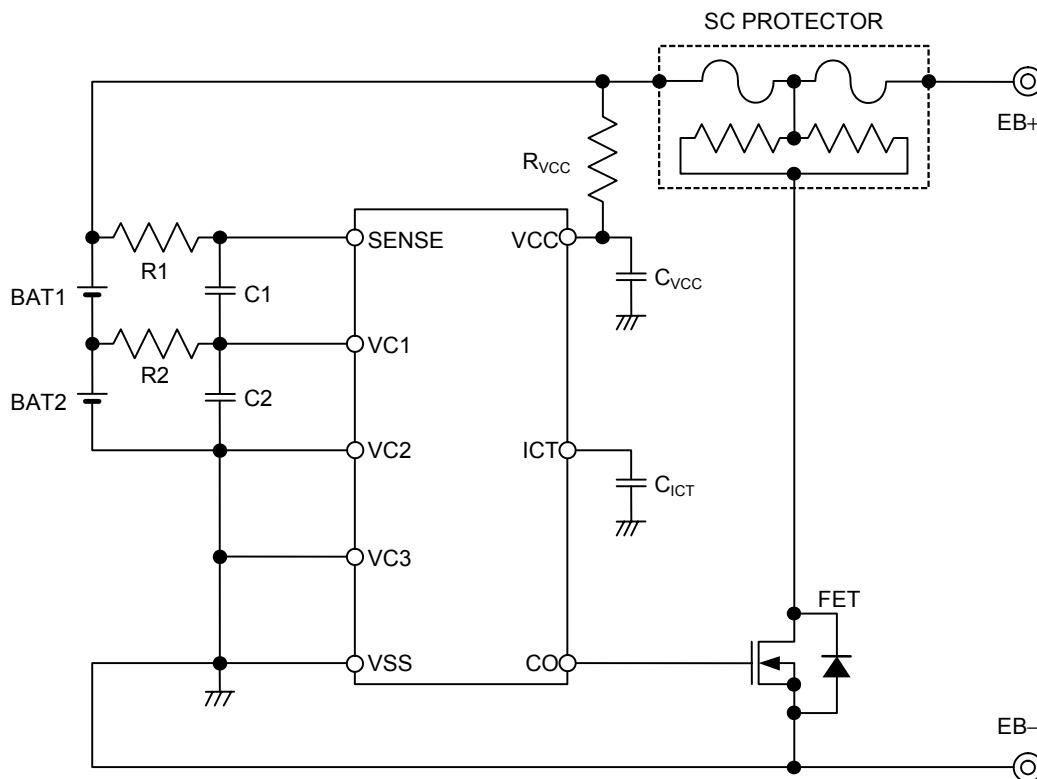 SC PROTECTOR
EB+
RVCC
SENSE
VCC
R1
BAT1
C1
CVCC
VC1
R2
BAT2
C2
VC2
ICT
CICT
VC3
FET
VSS
CO
EB−